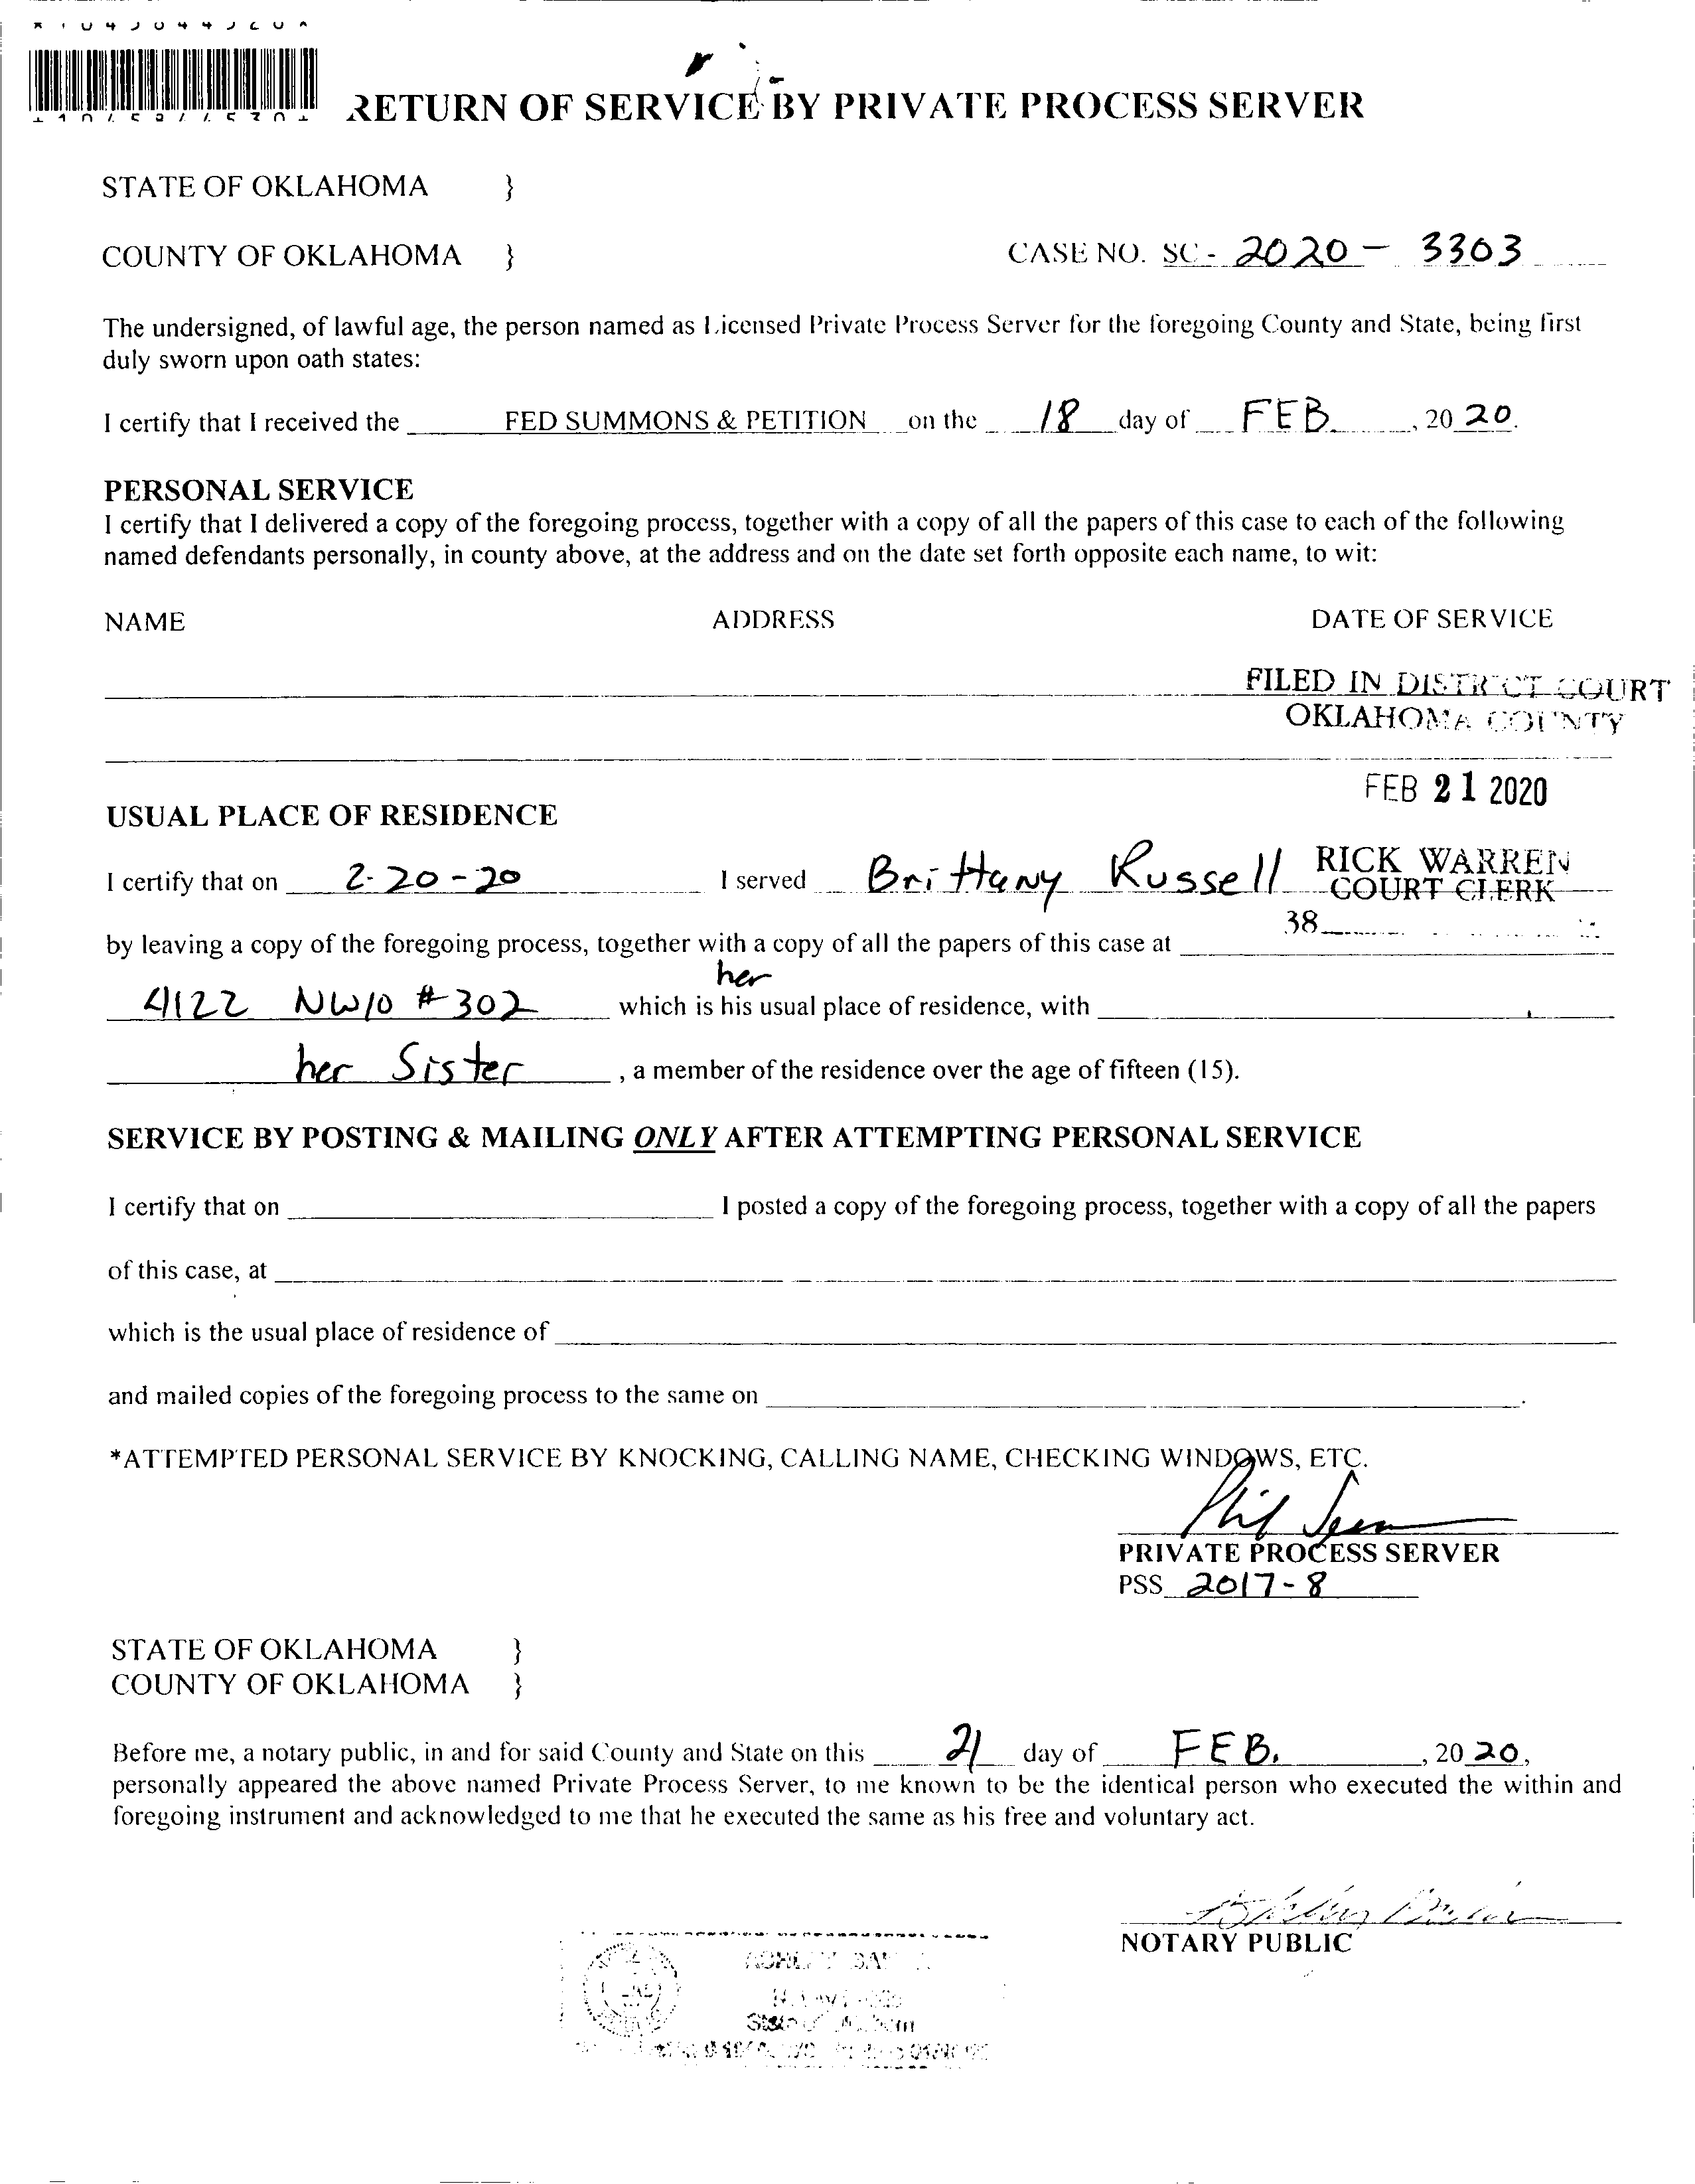 RETURN OF SERVICE BY PRIVATE PROCESS SERVER
STATE OF OKLAHOMA }
COUNTY OF OKLAHOMA } CASE NO. SC- 2020 - 3303
The undersigned, of lawful age, the person named as Licensed Private Process Server for the foregoing County and State, being first
duly sworn upon oath states:
I certify that I received the FED SUMMONS & PETITION on the 18 day of FEB. , 20 20.
PERSONAL SERVICE
I certify that I delivered a copy of the foregoing process, together with a copy of all the papers of this case to each of the following
named defendants personally, in county above, at the address and on the date set forth opposite each name, to wit:
NAME ADDRESS DATE OF SERVICE
FILED IN DISTRICT COURT
OKLAHOMA COUNTY
FEB 21 2020
USUAL PLACE OF RESIDENCE
RICK WARREN
I certify that on 2-20-20 I served Brittany Russell
COURT CLERK
38
by leaving a copy of the foregoing process, together with a copy of all the papers of this case at
her
4122 NW10 #302 which is his usual place of residence, with
her Sister , a member of the residence over the age of fifteen (15).
SERVICE BY POSTING & MAILING ONLY AFTER ATTEMPTING PERSONAL SERVICE
I certify that on I posted a copy of the foregoing process, together with a copy of all the papers
of this case, at
which is the usual place of residence of
and mailed copies of the foregoing process to the same on .
*ATTEMPTED PERSONAL SERVICE BY KNOCKING, CALLING NAME, CHECKING WINDOWS, ETC.
Phil
PRIVATE PROCESS SERVER
PSS 2017-8
STATE OF OKLAHOMA }
COUNTY OF OKLAHOMA }
Before me, a notary public, in and for said County and State on this 21 day of FEB. , 20 20,
personally appeared the above named Private Process Server, to me known to be the identical person who executed the within and
foregoing instrument and acknowledged to me that he executed the same as his free and voluntary act.
NOTARY PUBLIC